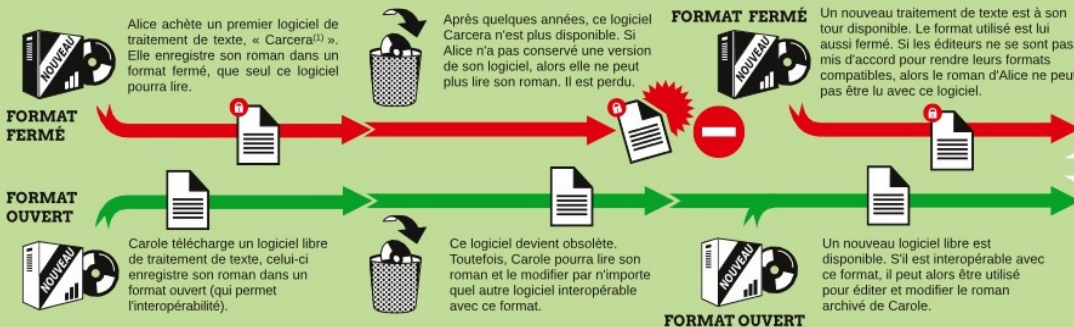 NOUVEAU
FORMAT
FERMÉ
Alice achète un premier logiciel de
traitement de texte, « Carcera(1) ».
Elle enregistre son roman dans un
format fermé, que seul ce logiciel
pourra lire.
Après quelques années, ce logiciel
Carcera n'est plus disponible. Si
Alice n'a pas conservé une version
de son logiciel, alors elle ne peut
plus lire son roman. Il est perdu.
FORMAT FERMÉ
NOUVEAU
Un nouveau traitement de texte est à son
tour disponible. Le format utilisé est lui
aussi fermé. Si les éditeurs ne se sont pas
mis d'accord pour rendre leurs formats
compatibles, alors le roman d'Alice ne peut
pas être lu avec ce logiciel.
FORMAT
OUVERT
NOUVEAU
Carole télécharge un logiciel libre
de traitement de texte, celui-ci
enregistre son roman dans un
format ouvert (qui permet
l'interopérabilité).
Ce logiciel devient obsolète.
Toutefois, Carole pourra lire son
roman et le modifier par n'importe
quel autre logiciel interopérable
avec ce format.
NOUVEAU
FORMAT OUVERT
Un nouveau logiciel libre est
disponible. S'il est interopérable avec
ce format, il peut alors être utilisé
pour éditer et modifier le roman
archivé de Carole.